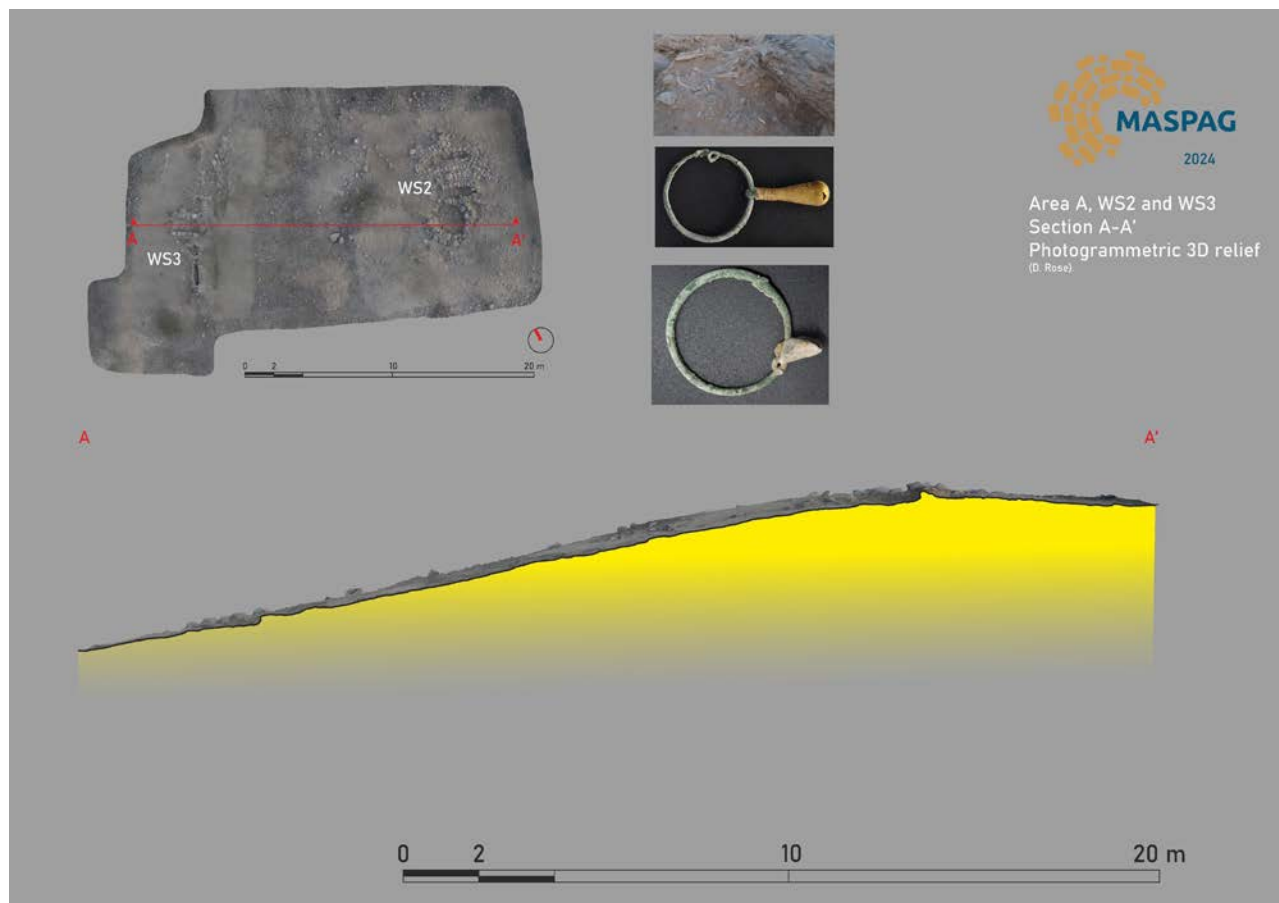 WS2
A
A'
WS3
0 2 10 20 m
MASPAG
2024
Area A, WS2 and WS3
Section A-A'
Photogrammetric 3D relief
(D. Rose)
A
A'
0 2 10 20 m